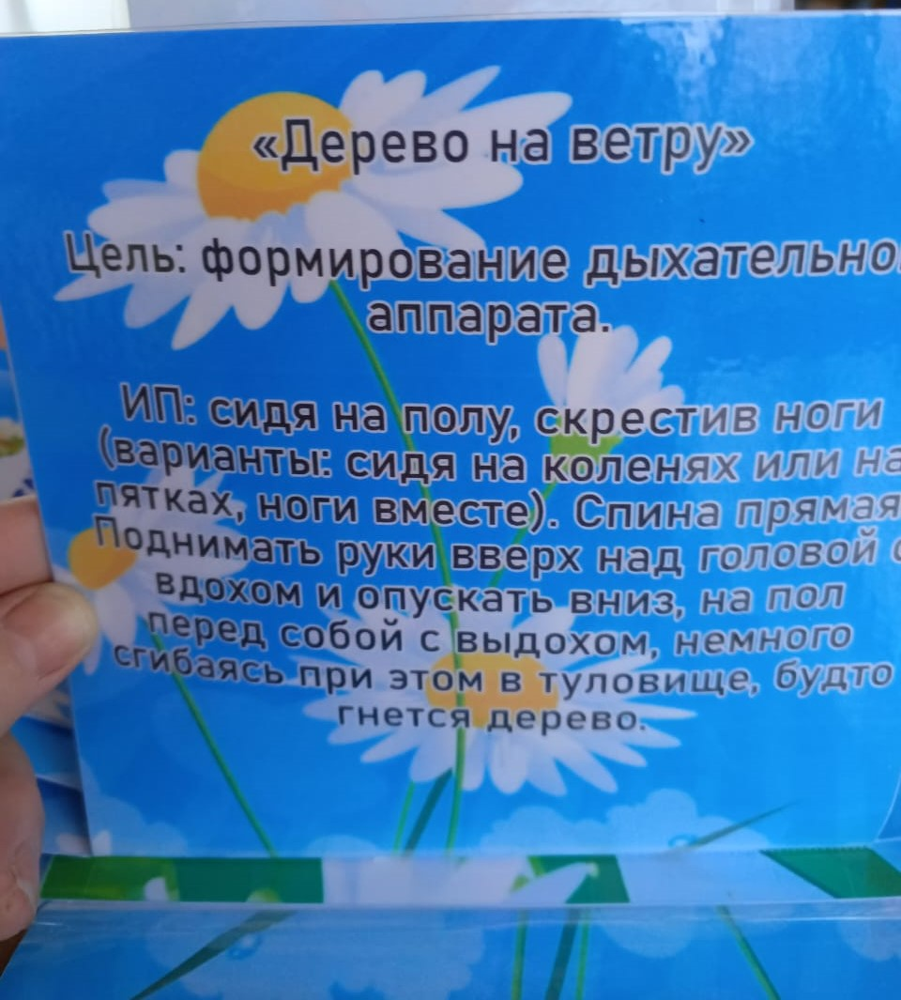 «Дерево на ветру»
Цель: формирование дыхательно
аппарата.
ИП: сидя на полу, скрестив ноги
(варианты: сидя на коленях или на
пятках, ноги вместе). Спина прямая
Поднимать руки вверх над головой с
вдохом и опускать вниз, на пол
перед собой с выдохом, немного
сгибаясь при этом в туловище, будто
гнется дерево.